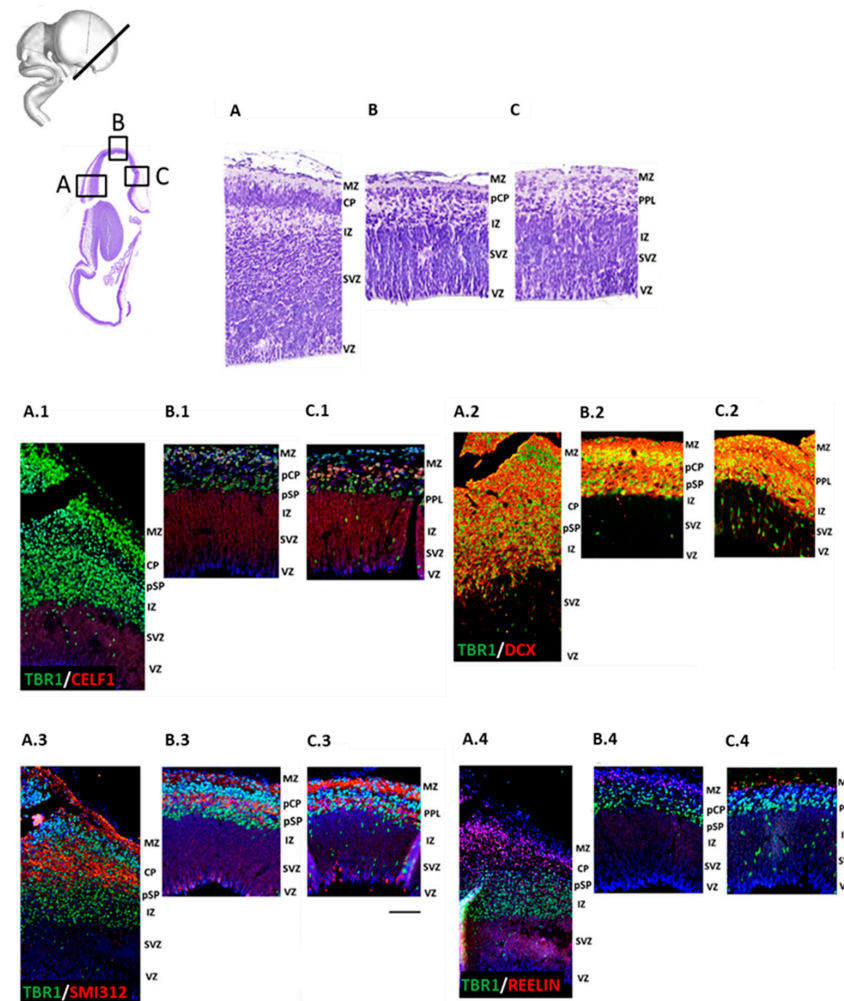 B
A
C
A
B
C
MZ
CP
IZ
SVZ
VZ
MZ
pCP
IZ
SVZ
VZ
MZ
PPL
IZ
SVZ
VZ
A.1
B.1
C.1
MZ
CP
pSP
IZ
SVZ
VZ
TBR1/CELF1
MZ
pCP
pSP
IZ
SVZ
VZ
MZ
PPL
IZ
SVZ
VZ
A.2
B.2
C.2
MZ
CP
pSP
IZ
SVZ
VZ
TBR1/DCX
MZ
pCP
pSP
IZ
SVZ
VZ
MZ
PPL
IZ
SVZ
VZ
A.3
B.3
C.3
MZ
CP
pSP
IZ
SVZ
VZ
TBR1/SMI312
MZ
pCP
pSP
IZ
SVZ
VZ
MZ
PPL
IZ
SVZ
VZ
A.4
B.4
C.4
MZ
CP
pSP
IZ
SVZ
VZ
TBR1/REELIN
MZ
pCP
pSP
IZ
SVZ
VZ
M
P
I
S
V